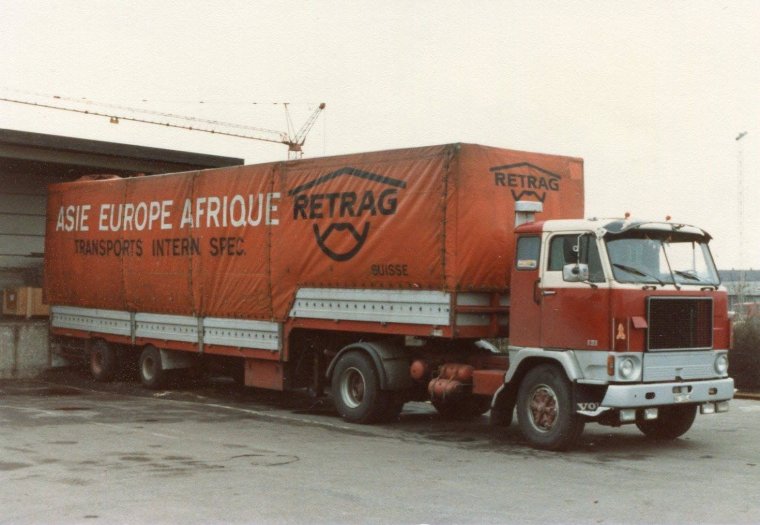 ASIE EUROPE AFRIQUE
TRANSPORTS INTERN. SPEC.
RETRAG
SUISSE
RETRAG